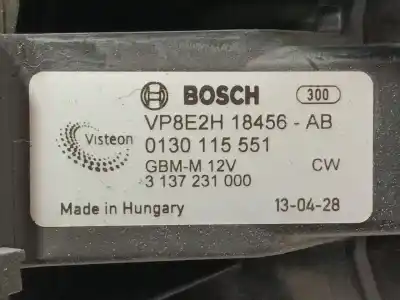 BOSCH 300
VP8E2H 18456 - AB
Visteon
0130 115 551
GBM-M 12V CW
3 137 231 000
Made in Hungary 13-04-28